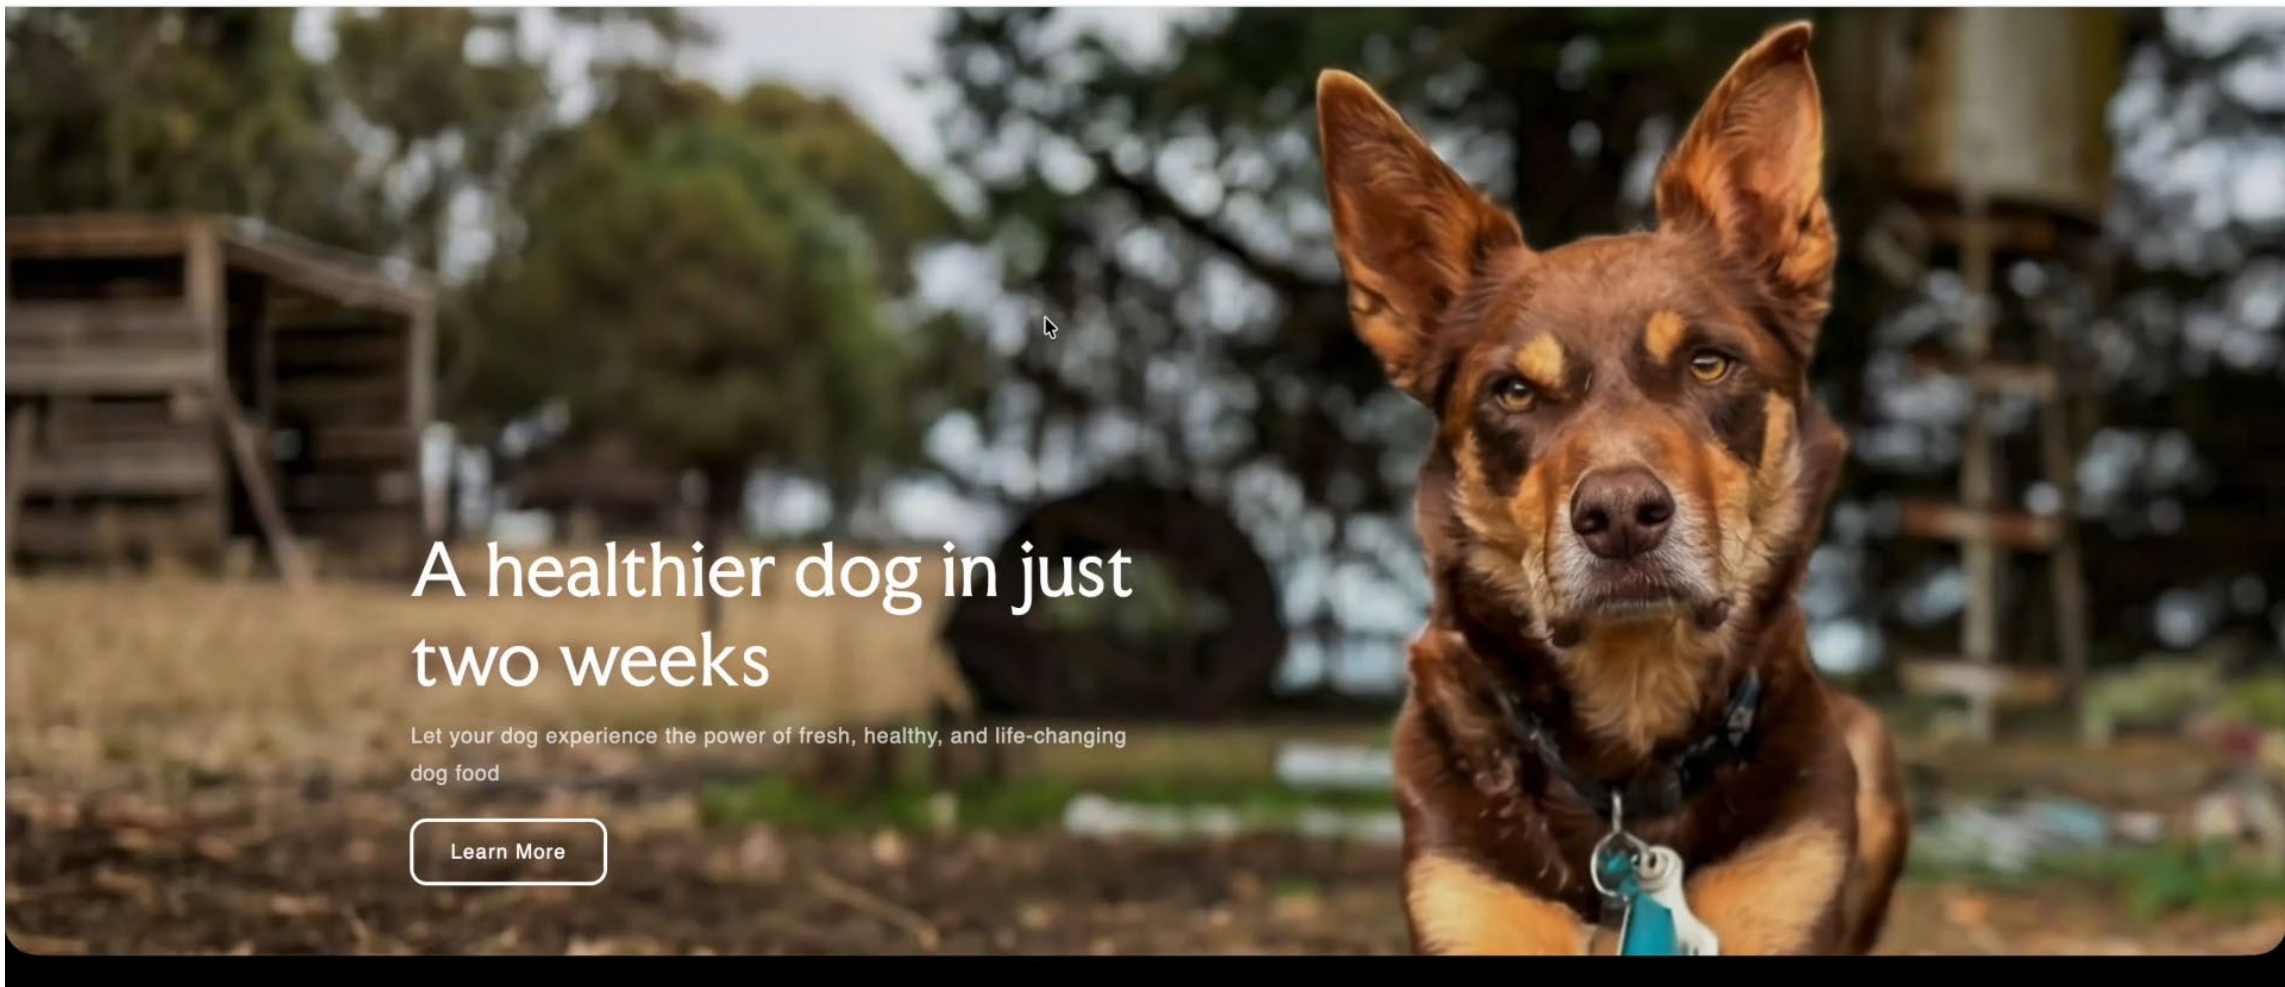 A healthier dog in just
two weeks
Let your dog experience the power of fresh, healthy, and life-changing
dog food
Learn More